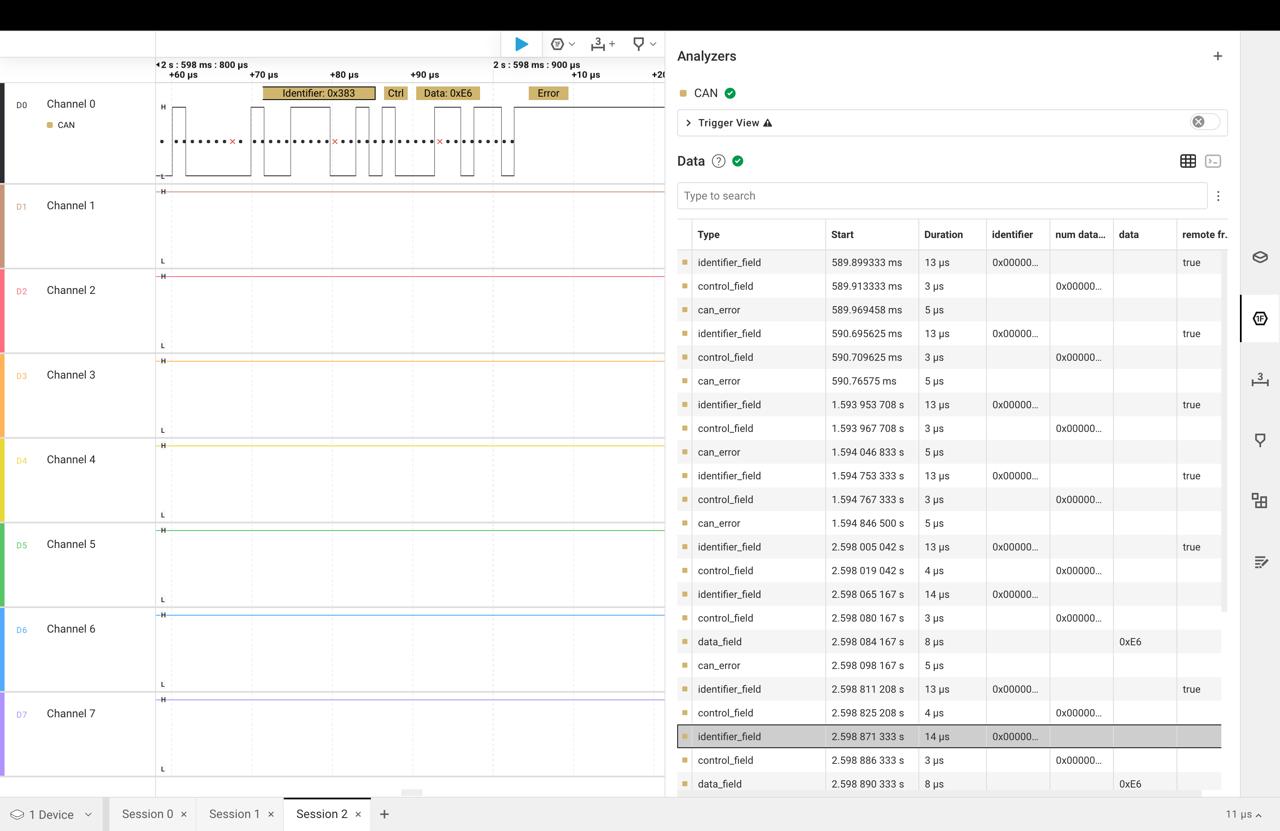 Analyzers
2 s : 598 ms : 800 µs
2 s : 598 ms : 900 µs
+60 µs
+70 µs
+80 µs
+90 µs
+10 µs
+20
D0
Channel 0
CAN
H
L
Identifier: 0x383
Ctrl
Data: 0xE6
Error
D1
Channel 1
H
L
D2
Channel 2
H
L
D3
Channel 3
H
L
D4
Channel 4
H
L
D5
Channel 5
H
L
D6
Channel 6
H
L
D7
Channel 7
H
L
CAN
Trigger View
Data
Type to search
Type Start Duration identifier num data... data remote fr.
identifier_field 589.899333 ms 13 µs 0x00000... true
control_field 589.913333 ms 3 µs 0x00000...
can_error 589.969458 ms 5 µs
identifier_field 590.695625 ms 13 µs 0x00000... true
control_field 590.709625 ms 3 µs 0x00000...
can_error 590.76575 ms 5 µs
identifier_field 1.593 953 708 s 13 µs 0x00000... true
control_field 1.593 967 708 s 3 µs 0x00000...
can_error 1.594 046 833 s 5 µs
identifier_field 1.594 753 333 s 13 µs 0x00000... true
control_field 1.594 767 333 s 3 µs 0x00000...
can_error 1.594 846 500 s 5 µs
identifier_field 2.598 005 042 s 13 µs 0x00000... true
control_field 2.598 019 042 s 4 µs 0x00000...
identifier_field 2.598 065 167 s 14 µs 0x00000...
control_field 2.598 080 167 s 3 µs 0x00000...
data_field 2.598 084 167 s 8 µs 0xE6
can_error 2.598 098 167 s 5 µs
identifier_field 2.598 811 208 s 13 µs 0x00000... true
control_field 2.598 825 208 s 4 µs 0x00000...
identifier_field 2.598 871 333 s 14 µs 0x00000...
control_field 2.598 886 333 s 3 µs 0x00000...
data_field 2.598 890 333 s 8 µs 0xE6
1F
3
1 Device
Session 0
Session 1
Session 2
11 µs